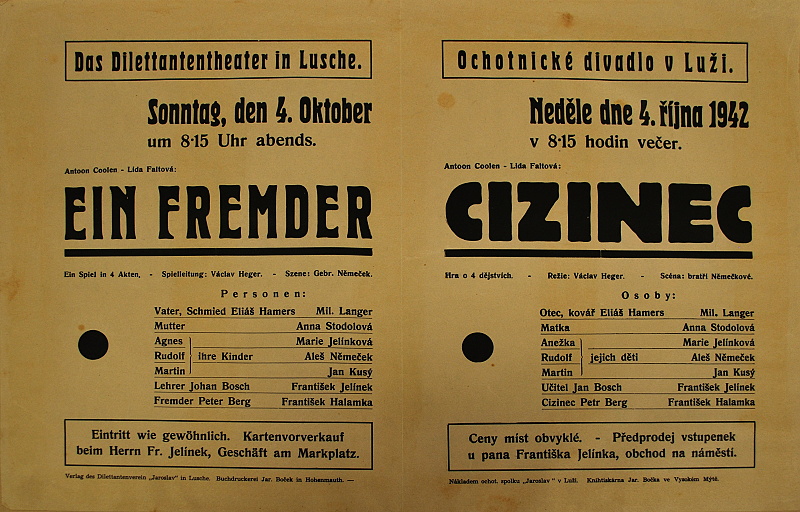 Das Dilettantentheater in Lusche.
Sonntag, den 4. Oktober
um 8·15 Uhr abends.
Antoon Coolen - Lida Faltová:
EIN FREMDER
Ein Spiel in 4 Akten. - Spielleitung: Václav Heger. - Szene: Gebr. Němeček.
Personen:
Vater, Schmied Eliáš Hamers Mil. Langer
Mutter Anna Stodolová
Agnes Marie Jelínková
Rudolf ihre Kinder Aleš Němeček
Martin Jan Kusý
Lehrer Johan Bosch František Jelínek
Fremder Peter Berg František Halamka
Eintritt wie gewöhnlich. Kartenvorverkauf
beim Herrn Fr. Jelínek, Geschäft am Marktplatz.
Verlag des Dilettantenverein „Jaroslav" in Lusche. Buchdruckerei Jar. Boček in Hohenmauth. —
Ochotnické divadlo v Luži.
Neděle dne 4. října 1942
v 8·15 hodin večer.
Antoon Coolen - Lida Faltová:
CIZINEC
Hra o 4 dějstvích. - Režie: Václav Heger. - Scéna: bratří Němečkové.
Osoby:
Otec, kovář Eliáš Hamers Mil. Langer
Matka Anna Stodolová
Anežka Marie Jelínková
Rudolf jejich děti Aleš Němeček
Martin Jan Kusý
Učitel Jan Bosch František Jelínek
Cizinec Petr Berg František Halamka
Ceny míst obvyklé. - Předprodej vstupenek
u pana Františka Jelínka, obchod na náměstí.
Nákladem ochot. spolku „Jaroslav" v Luži. Knihtiskárna Jar. Bočka ve Vysokém Mýtě.